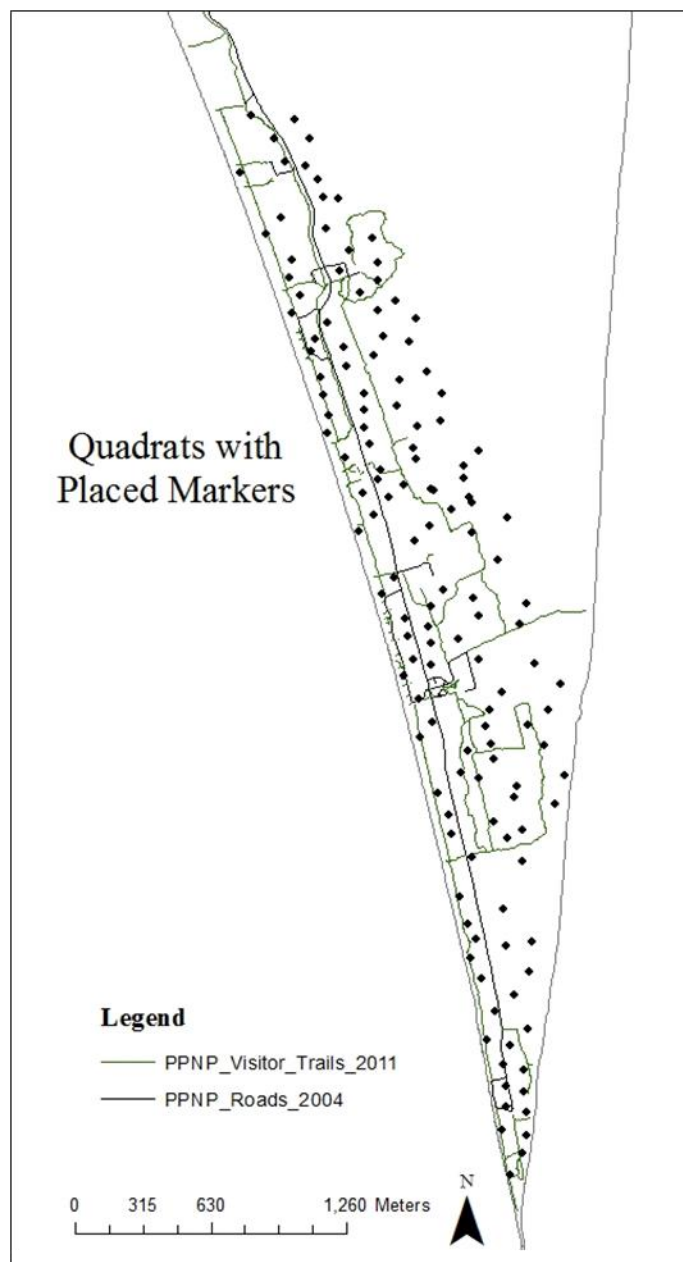 Quadrats with
Placed Markers
Legend
PPNP_Visitor_Trails_2011
PPNP_Roads_2004
N
0 315 630 1,260 Meters